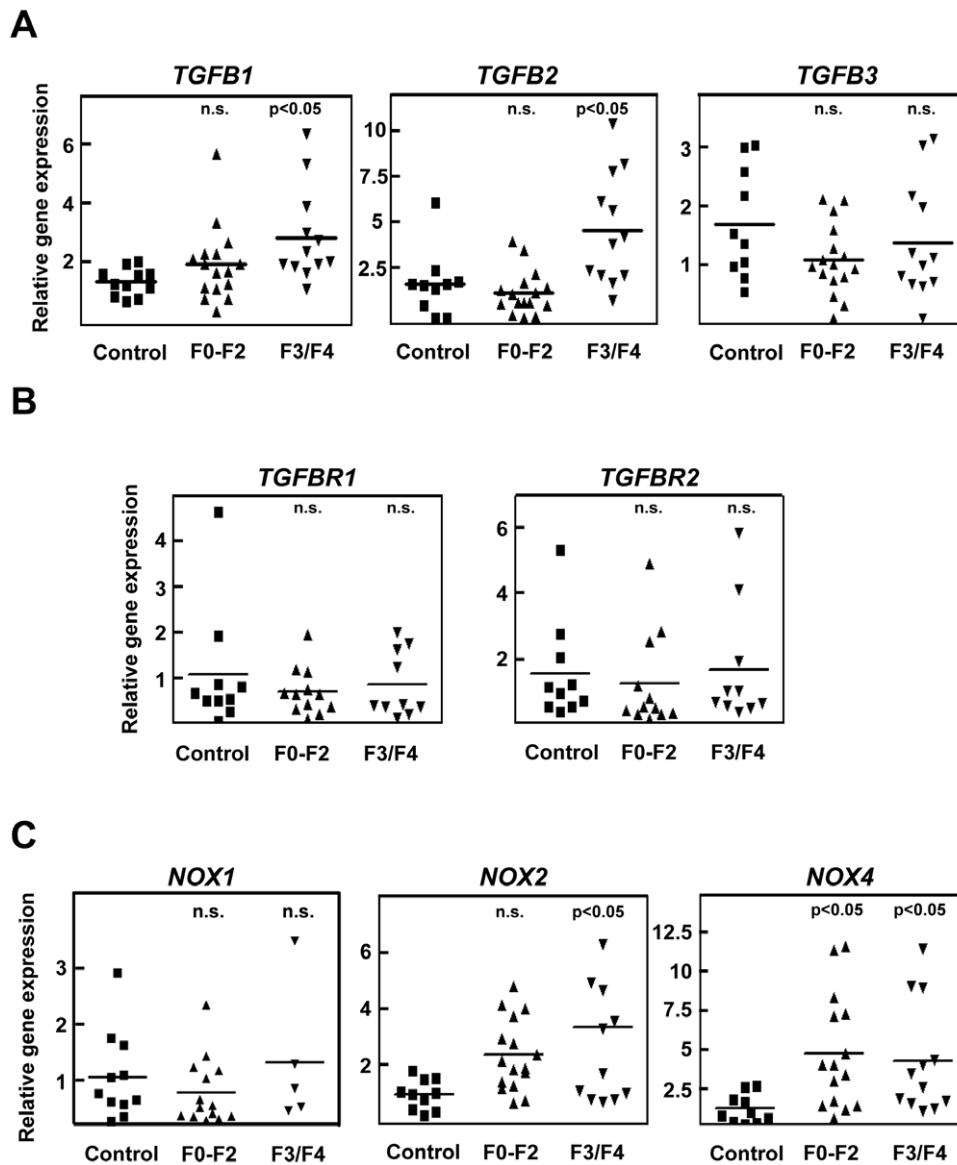 A
TGFB1 TGFB2 TGFB3
n.s. p<0.05 n.s. p<0.05 n.s. n.s.
Relative gene expression
6
4
2
10
7.5
5
2.5
3
2
1
Control F0-F2 F3/F4 Control F0-F2 F3/F4 Control F0-F2 F3/F4
B
TGFBR1 TGFBR2
n.s. n.s. n.s. n.s.
Relative gene expression
4
3
2
1
6
4
2
Control F0-F2 F3/F4 Control F0-F2 F3/F4
C
NOX1 NOX2 NOX4
n.s. n.s. n.s. p<0.05 p<0.05 p<0.05
Relative gene expression
3
2
1
6
4
2
12.5
10
7.5
5
2.5
Control F0-F2 F3/F4 Control F0-F2 F3/F4 Control F0-F2 F3/F4